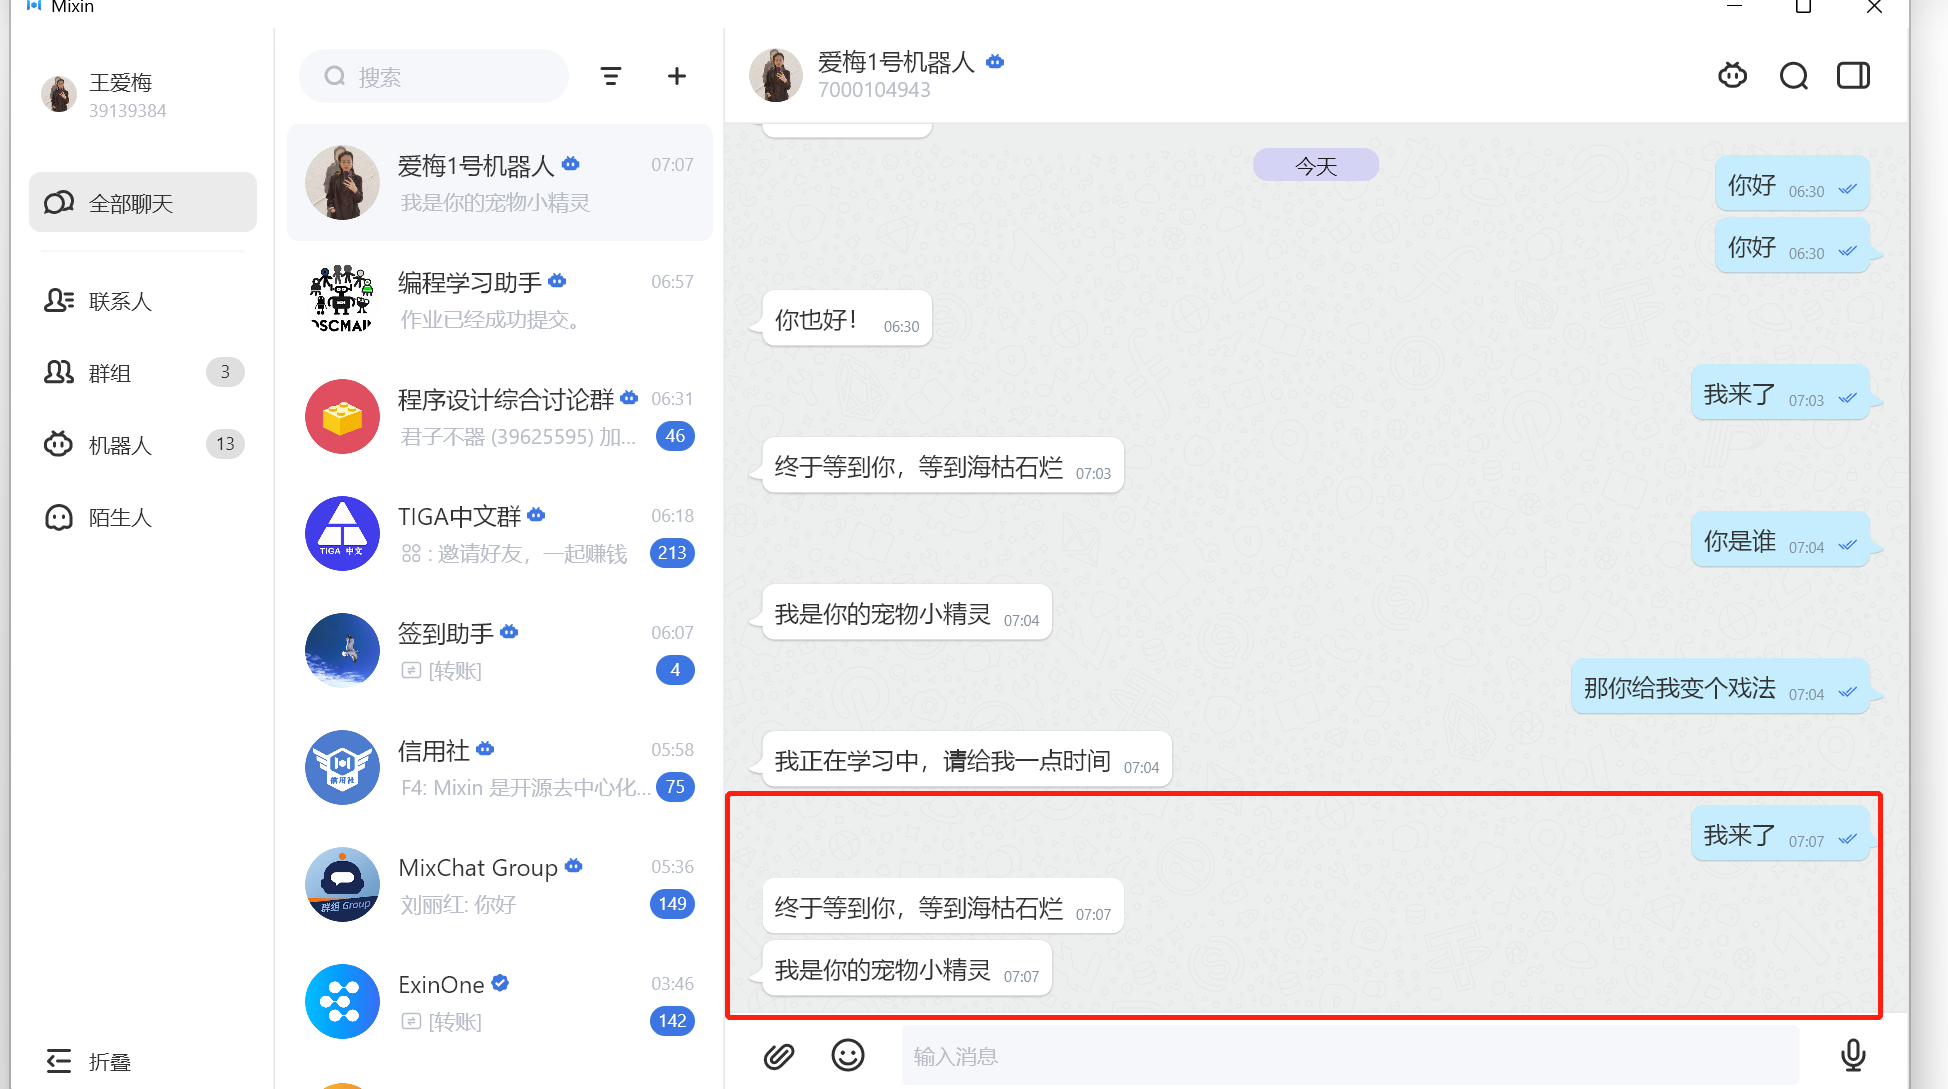 Mixin
王爱梅
39139384
全部聊天
联系人
群组
3
机器人
13
陌生人
折叠
搜索
爱梅1号机器人
07:07
我是你的宠物小精灵
编程学习助手
06:57
作业已经成功提交。
程序设计综合讨论群
06:31
君子不器 (39625595) 加...
46
TIGA中文群
06:18
: 邀请好友，一起赚钱
213
TIGA 中文
签到助手
06:07
[转账]
4
信用社
05:58
F4: Mixin 是开源去中心化...
75
信用社
MixChat Group
05:36
刘丽红: 你好
149
群组 Group
ExinOne
03:46
[转账]
142
爱梅1号机器人
7000104943
今天
你好 06:30
你好 06:30
你也好！ 06:30
我来了 07:03
终于等到你，等到海枯石烂 07:03
你是谁 07:04
我是你的宠物小精灵 07:04
那你给我变个戏法 07:04
我正在学习中，请给我一点时间 07:04
我来了 07:07
终于等到你，等到海枯石烂 07:07
我是你的宠物小精灵 07:07
输入消息